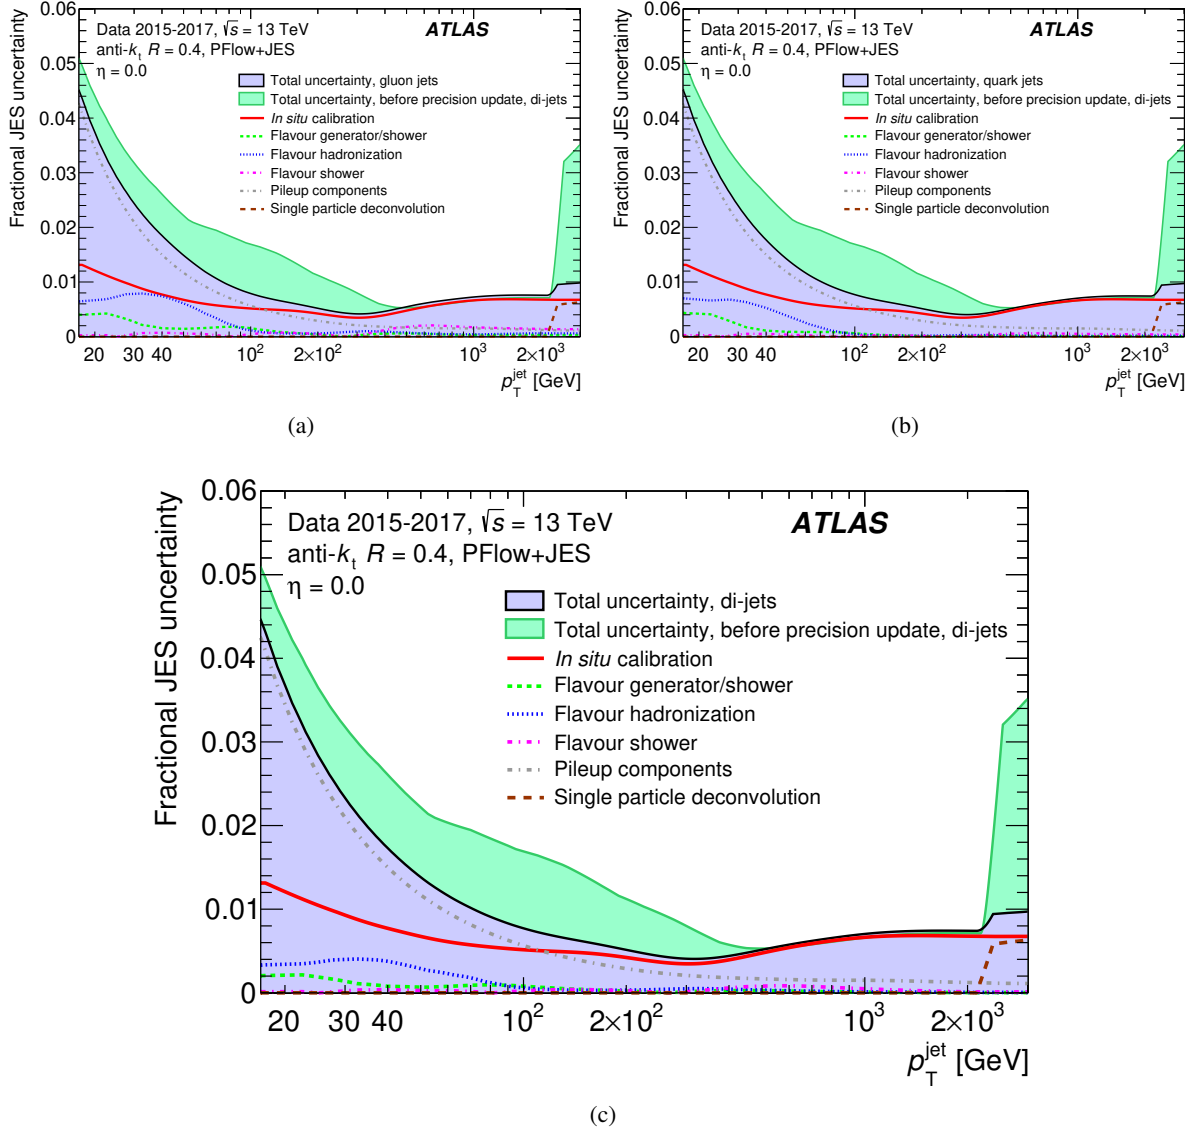 0.06
0.05
0.04
0.03
0.02
0.01
0
Fractional JES uncertainty
Data 2015-2017, √s = 13 TeV
ATLAS
anti-kt R = 0.4, PFlow+JES
η = 0.0
Total uncertainty, gluon jets
Total uncertainty, before precision update, di-jets
In situ calibration
Flavour generator/shower
Flavour hadronization
Flavour shower
Pileup components
Single particle deconvolution
20 30 40 10² 2×10² 10³ 2×10³
pTjet [GeV]
(a)
0.06
0.05
0.04
0.03
0.02
0.01
0
Fractional JES uncertainty
Data 2015-2017, √s = 13 TeV
ATLAS
anti-kt R = 0.4, PFlow+JES
η = 0.0
Total uncertainty, quark jets
Total uncertainty, before precision update, di-jets
In situ calibration
Flavour generator/shower
Flavour hadronization
Flavour shower
Pileup components
Single particle deconvolution
20 30 40 10² 2×10² 10³ 2×10³
pTjet [GeV]
(b)
0.06
0.05
0.04
0.03
0.02
0.01
0
Fractional JES uncertainty
Data 2015-2017, √s = 13 TeV
ATLAS
anti-kt R = 0.4, PFlow+JES
η = 0.0
Total uncertainty, di-jets
Total uncertainty, before precision update, di-jets
In situ calibration
Flavour generator/shower
Flavour hadronization
Flavour shower
Pileup components
Single particle deconvolution
20 30 40 10² 2×10² 10³ 2×10³
pTjet [GeV]
(c)